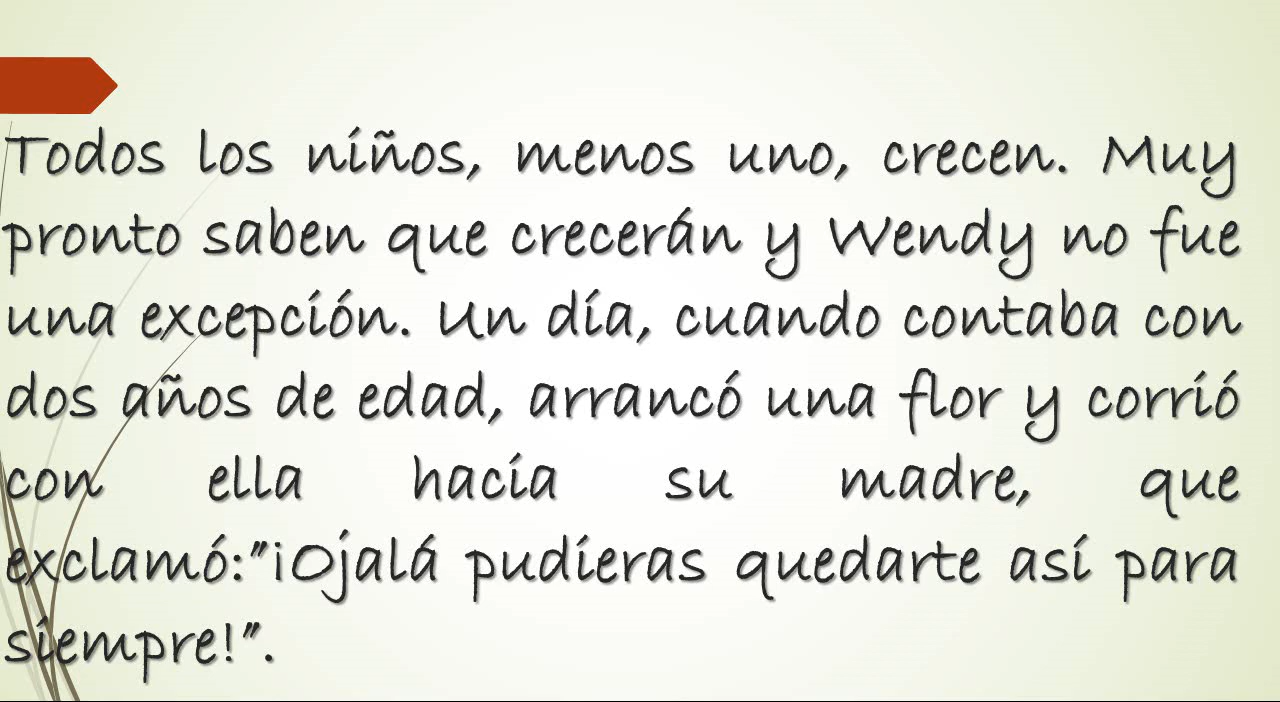 Todos los niños, menos uno, crecen. Muy
pronto saben que crecerán y Wendy no fue
una excepción. Un día, cuando contaba con
dos años de edad, arrancó una flor y corrió
con ella hacia su madre, que
exclamó:"¡Ojalá pudieras quedarte así para
siempre!".